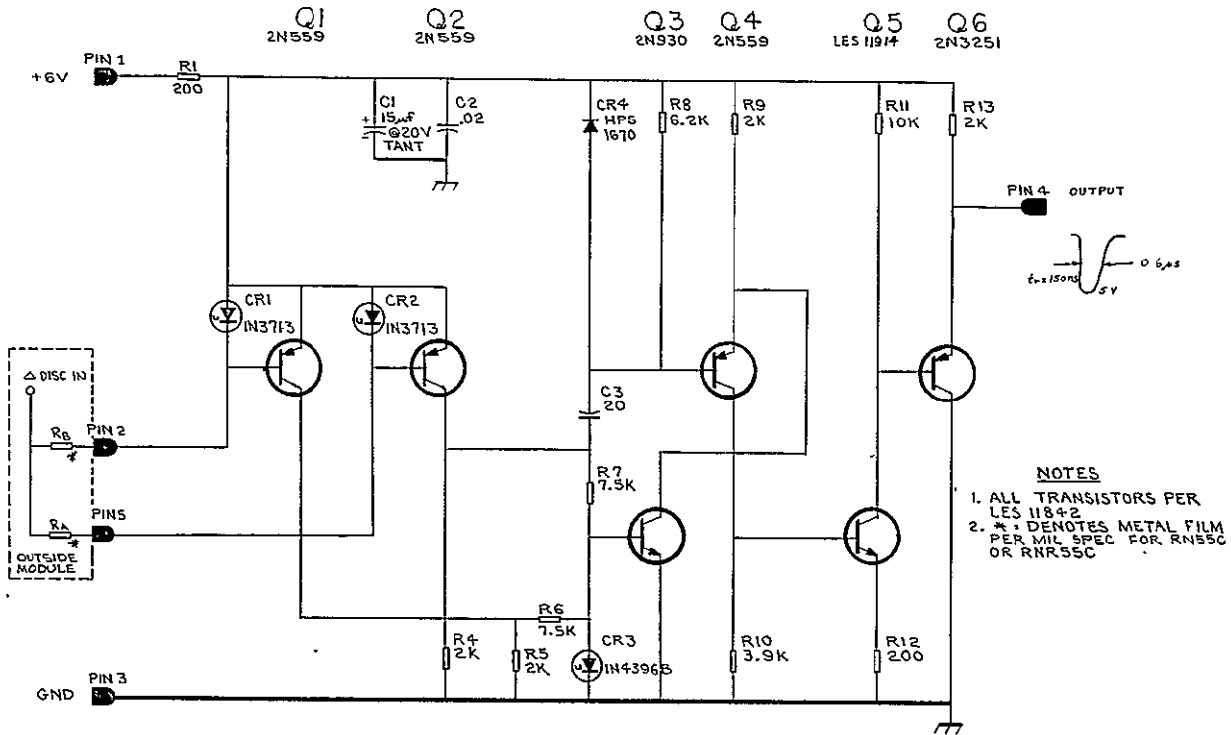 Q1
2N559
Q2
2N559
Q3
2N930
Q4
2N559
Q5
LES 11914
Q6
2N3251
+6V
PIN 1
R1
200
C1
+
15µf
@20V
-
TANT
C2
.02
CR4
HPG
1670
R8
6.2K
R9
2K
R11
10K
R13
2K
PIN 4 OUTPUT
tr=150ns
0 6µs
5V
CR1
1N3713
CR2
1N3713
Δ DISC IN
RB
*
PIN 2
RA
*
PIN5
OUTSIDE
MODULE
C3
20
R7
7.5K
R6
7.5K
R4
2K
R5
2K
CR3
1N4396B
R10
3.9K
R12
200
GND
PIN 3
NOTES
1. ALL TRANSISTORS PER
LES 11842
2. * : DENOTES METAL FILM
PER MIL SPEC FOR RN55C
OR RNR55C